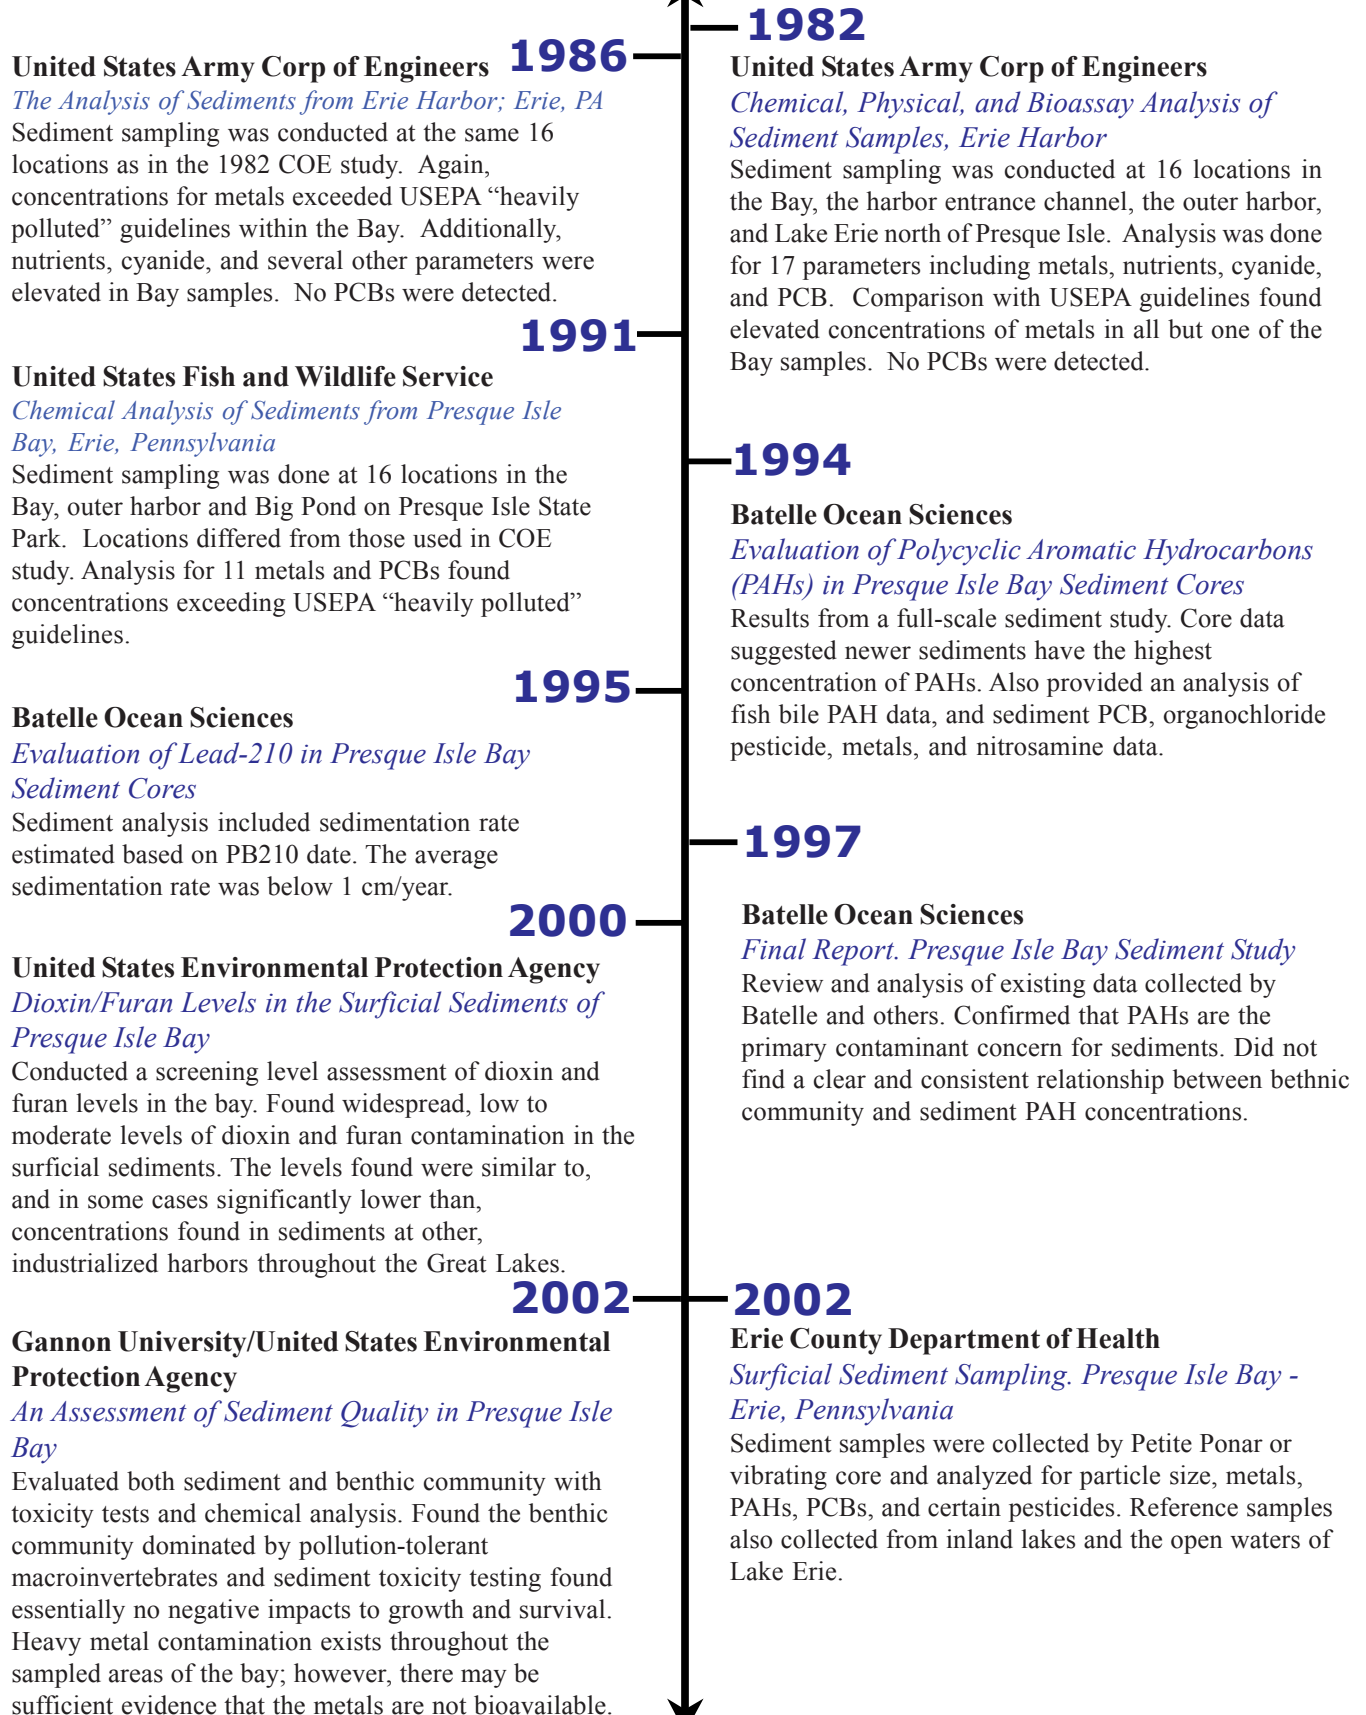 1982
United States Army Corp of Engineers
Chemical, Physical, and Bioassay Analysis of
Sediment Samples, Erie Harbor
Sediment sampling was conducted at 16 locations in
the Bay, the harbor entrance channel, the outer harbor,
and Lake Erie north of Presque Isle. Analysis was done
for 17 parameters including metals, nutrients, cyanide,
and PCB. Comparison with USEPA guidelines found
elevated concentrations of metals in all but one of the
Bay samples. No PCBs were detected.
1986
United States Army Corp of Engineers
The Analysis of Sediments from Erie Harbor; Erie, PA
Sediment sampling was conducted at the same 16
locations as in the 1982 COE study. Again,
concentrations for metals exceeded USEPA “heavily
polluted” guidelines within the Bay. Additionally,
nutrients, cyanide, and several other parameters were
elevated in Bay samples. No PCBs were detected.
1991
United States Fish and Wildlife Service
Chemical Analysis of Sediments from Presque Isle
Bay, Erie, Pennsylvania
Sediment sampling was done at 16 locations in the
Bay, outer harbor and Big Pond on Presque Isle State
Park. Locations differed from those used in COE
study. Analysis for 11 metals and PCBs found
concentrations exceeding USEPA “heavily polluted”
guidelines.
1994
Batelle Ocean Sciences
Evaluation of Polycyclic Aromatic Hydrocarbons
(PAHs) in Presque Isle Bay Sediment Cores
Results from a full-scale sediment study. Core data
suggested newer sediments have the highest
concentration of PAHs. Also provided an analysis of
fish bile PAH data, and sediment PCB, organochloride
pesticide, metals, and nitrosamine data.
1995
Batelle Ocean Sciences
Evaluation of Lead-210 in Presque Isle Bay
Sediment Cores
Sediment analysis included sedimentation rate
estimated based on PB210 date. The average
sedimentation rate was below 1 cm/year.
1997
Batelle Ocean Sciences
Final Report. Presque Isle Bay Sediment Study
Review and analysis of existing data collected by
Batelle and others. Confirmed that PAHs are the
primary contaminant concern for sediments. Did not
find a clear and consistent relationship between bethnic
community and sediment PAH concentrations.
2000
United States Environmental Protection Agency
Dioxin/Furan Levels in the Surficial Sediments of
Presque Isle Bay
Conducted a screening level assessment of dioxin and
furan levels in the bay. Found widespread, low to
moderate levels of dioxin and furan contamination in the
surficial sediments. The levels found were similar to,
and in some cases significantly lower than,
concentrations found in sediments at other,
industrialized harbors throughout the Great Lakes.
2002
Gannon University/United States Environmental
Protection Agency
An Assessment of Sediment Quality in Presque Isle
Bay
Evaluated both sediment and benthic community with
toxicity tests and chemical analysis. Found the benthic
community dominated by pollution-tolerant
macroinvertebrates and sediment toxicity testing found
essentially no negative impacts to growth and survival.
Heavy metal contamination exists throughout the
sampled areas of the bay; however, there may be
sufficient evidence that the metals are not bioavailable.
2002
Erie County Department of Health
Surficial Sediment Sampling. Presque Isle Bay -
Erie, Pennsylvania
Sediment samples were collected by Petite Ponar or
vibrating core and analyzed for particle size, metals,
PAHs, PCBs, and certain pesticides. Reference samples
also collected from inland lakes and the open waters of
Lake Erie.